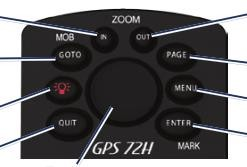 ZOOM
MOB
IN
OUT
GOTO
PAGE
MENU
QUIT
ENTER
GPS 72H
MARK